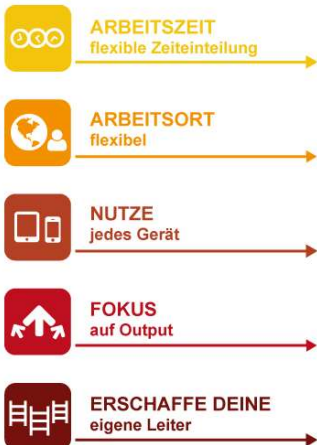 ARBEITSZEIT
flexible Zeiteinteilung
ARBEITSORT
flexibel
NUTZE
jedes Gerät
FOKUS
auf Output
ERSCHAFFE DEINE
eigene Leiter